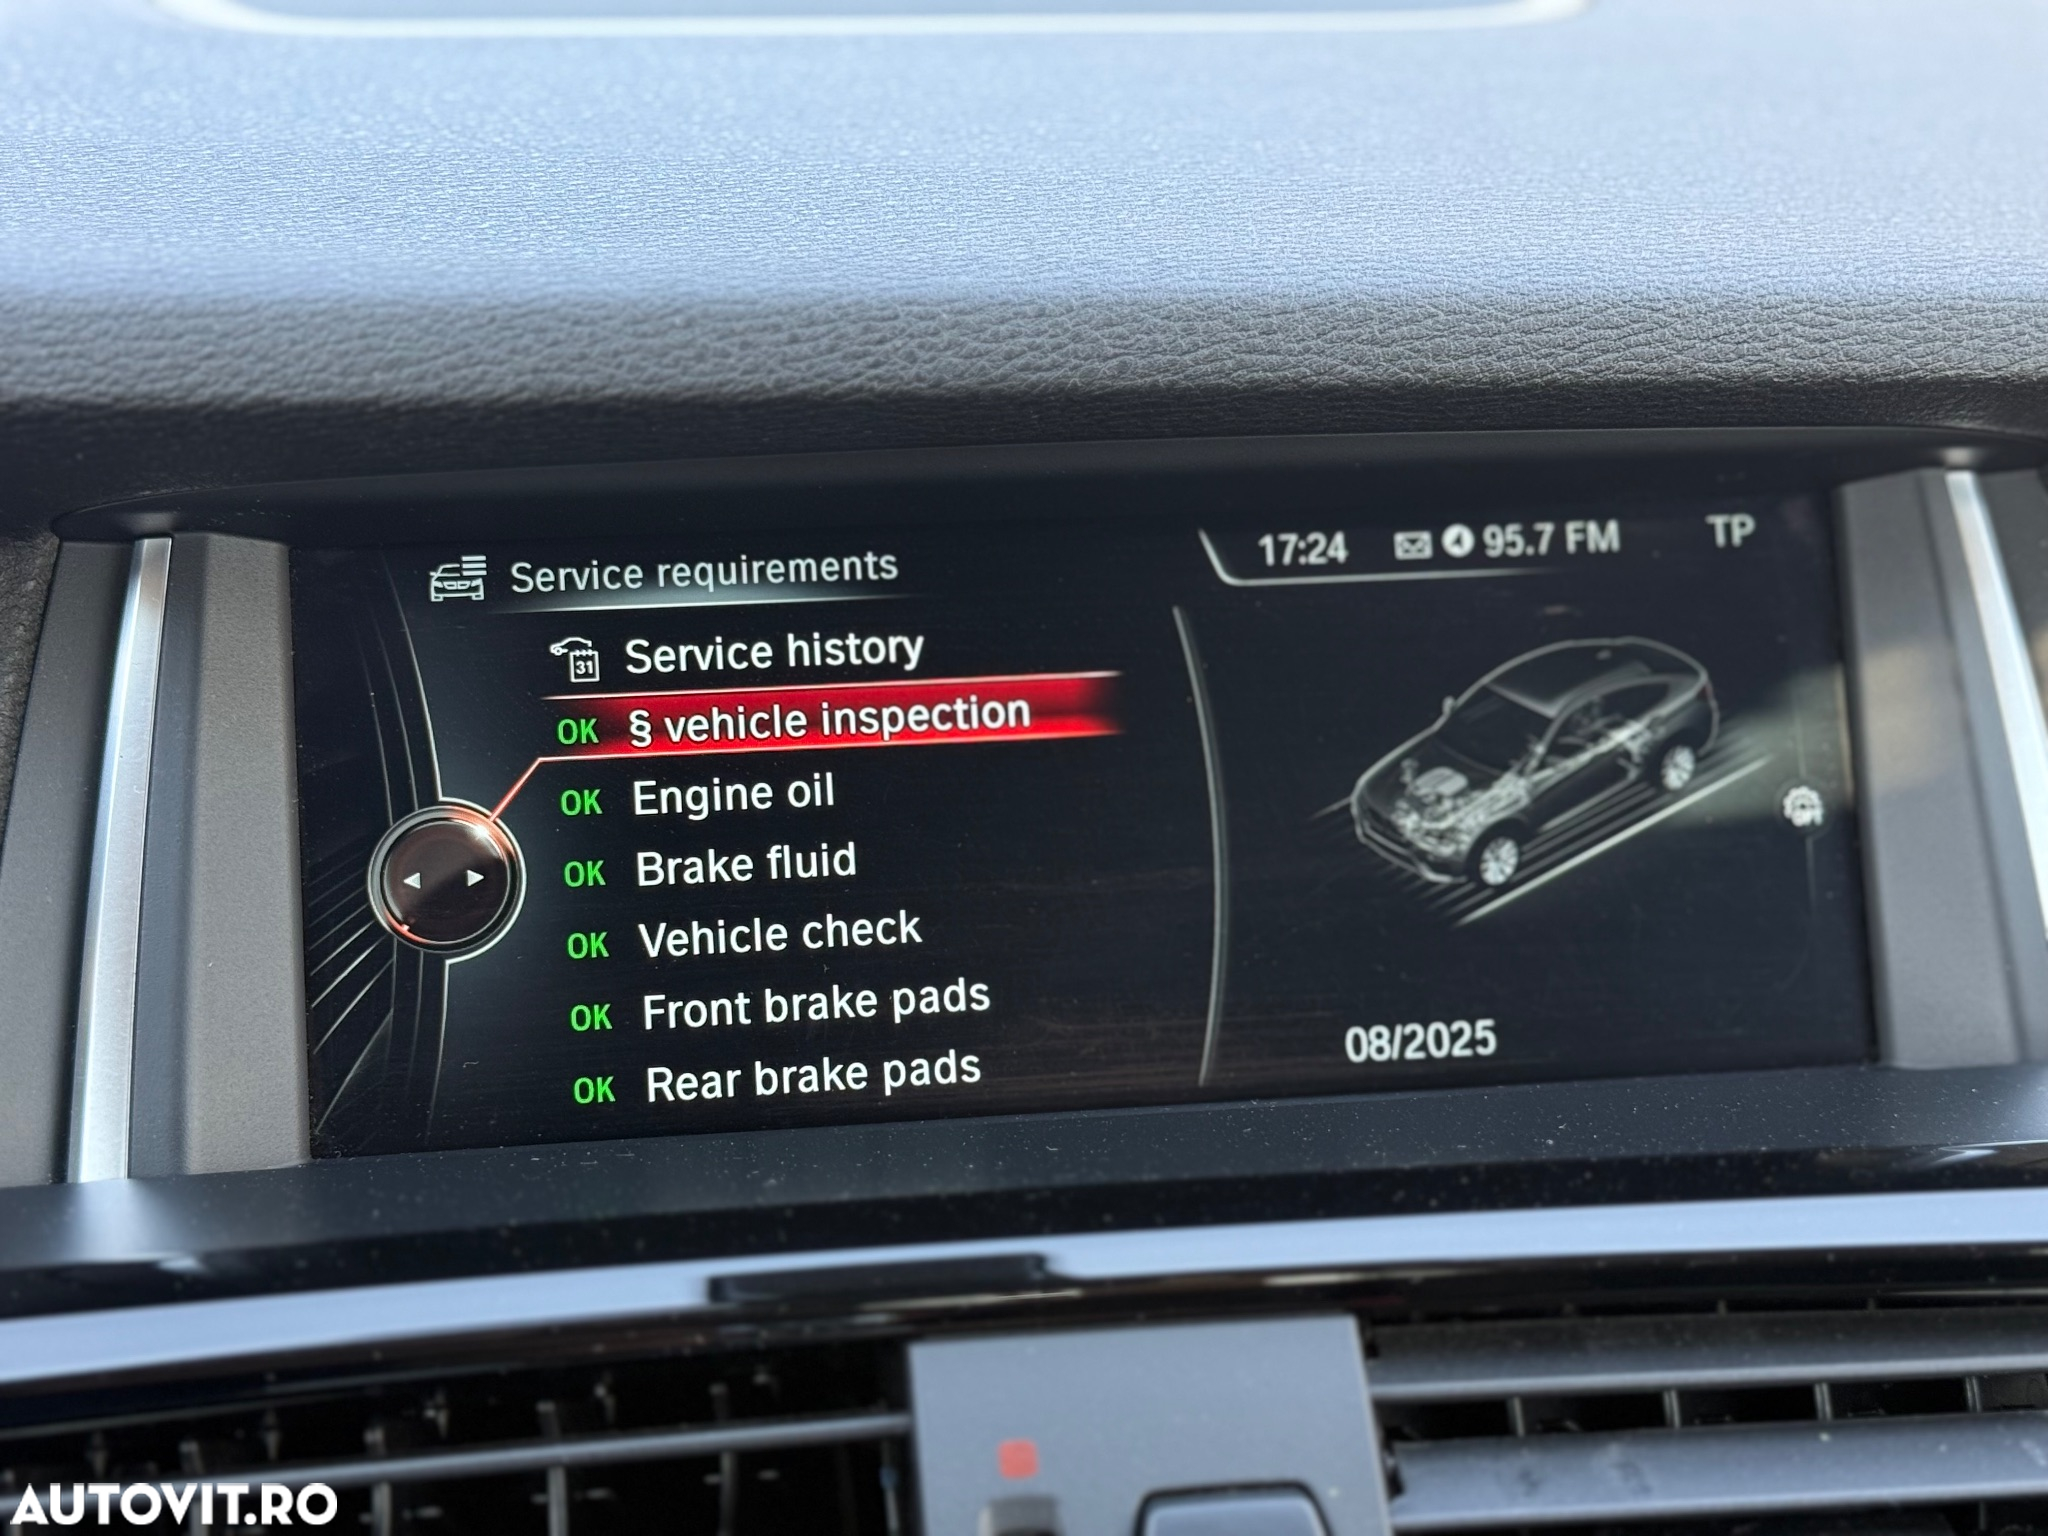 Service requirements
17:24 95.7 FM TP
31 Service history
OK § vehicle inspection
OK Engine oil
OK Brake fluid
OK Vehicle check
OK Front brake pads
OK Rear brake pads
08/2025
AUTOVIT.RO